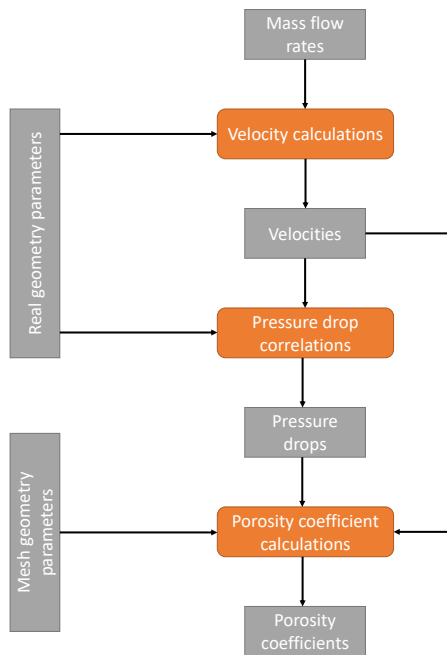 Mass flow
rates
Velocity calculations
Real geometry parameters
Velocities
Pressure drop
correlations
Pressure
drops
Mesh geometry
parameters
Porosity coefficient
calculations
Porosity
coefficients